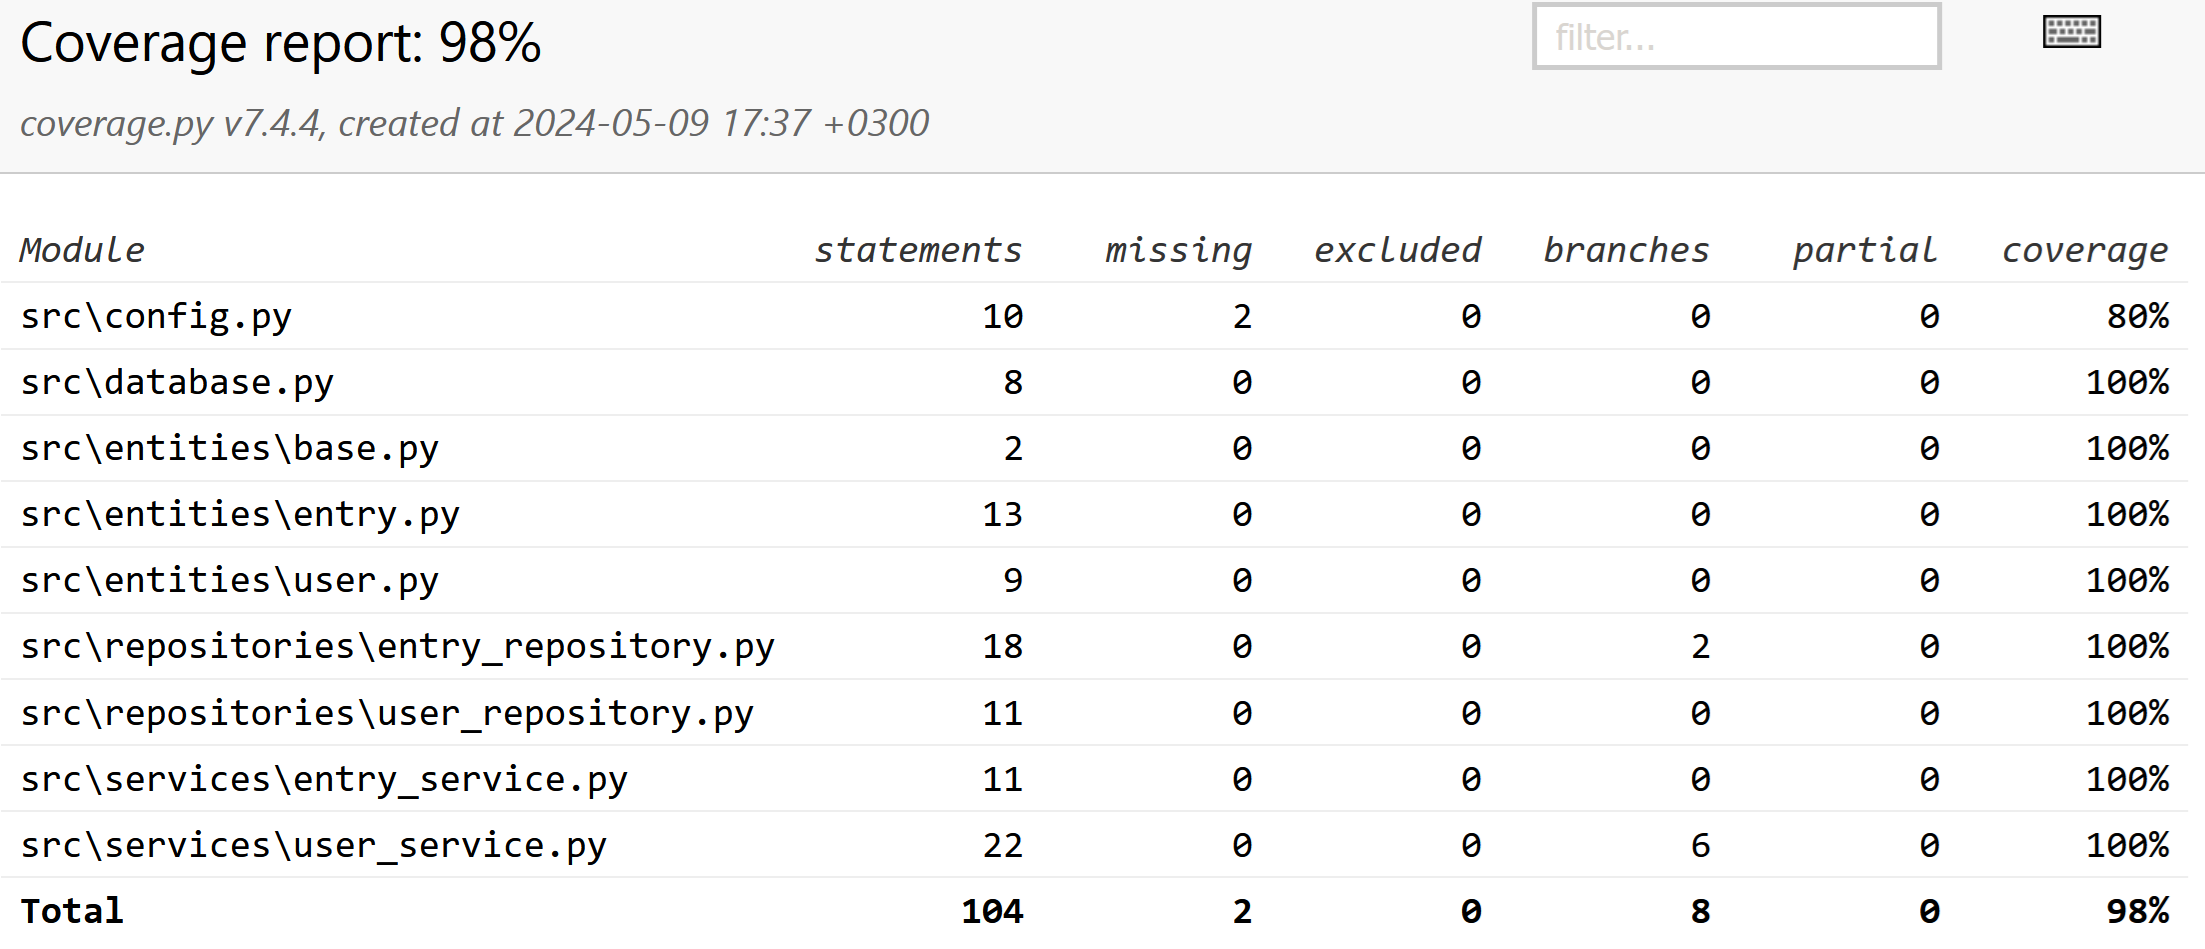 Coverage report: 98%
filter...
coverage.py v7.4.4, created at 2024-05-09 17:37 +0300
Module statements missing excluded branches partial coverage
src\config.py 10 2 0 0 0 80%
src\database.py 8 0 0 0 0 100%
src\entities\base.py 2 0 0 0 0 100%
src\entities\entry.py 13 0 0 0 0 100%
src\entities\user.py 9 0 0 0 0 100%
src\repositories\entry_repository.py 18 0 0 2 0 100%
src\repositories\user_repository.py 11 0 0 0 0 100%
src\services\entry_service.py 11 0 0 0 0 100%
src\services\user_service.py 22 0 0 6 0 100%
Total 104 2 0 8 0 98%